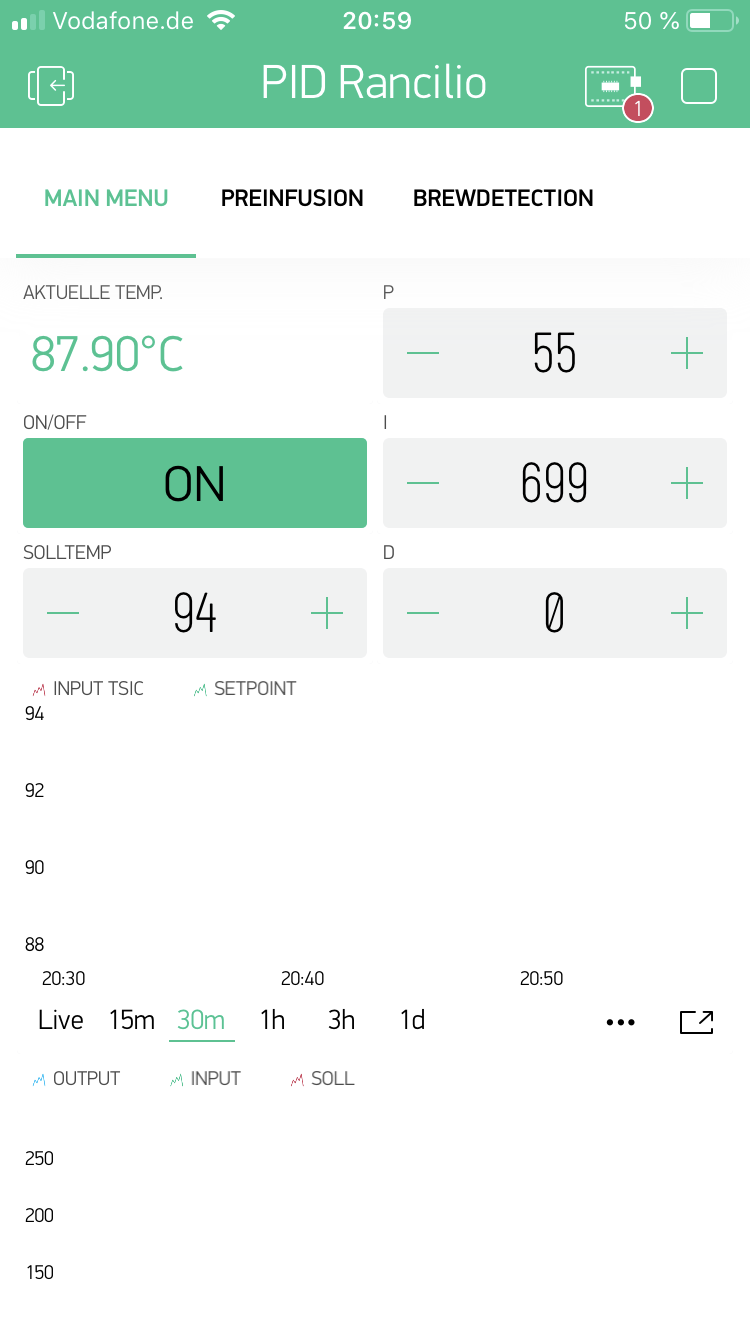 Vodafone.de 20:59 50 %
PID Rancilio
1
MAIN MENU PREINFUSION BREWDETECTION
AKTUELLE TEMP. P
87.90°C 55
ON/OFF I
ON 699
SOLLTEMP D
94 0
INPUT TSIC SETPOINT
94
92
90
88
20:30 20:40 20:50
Live 15m 30m 1h 3h 1d
OUTPUT INPUT SOLL
250
200
150